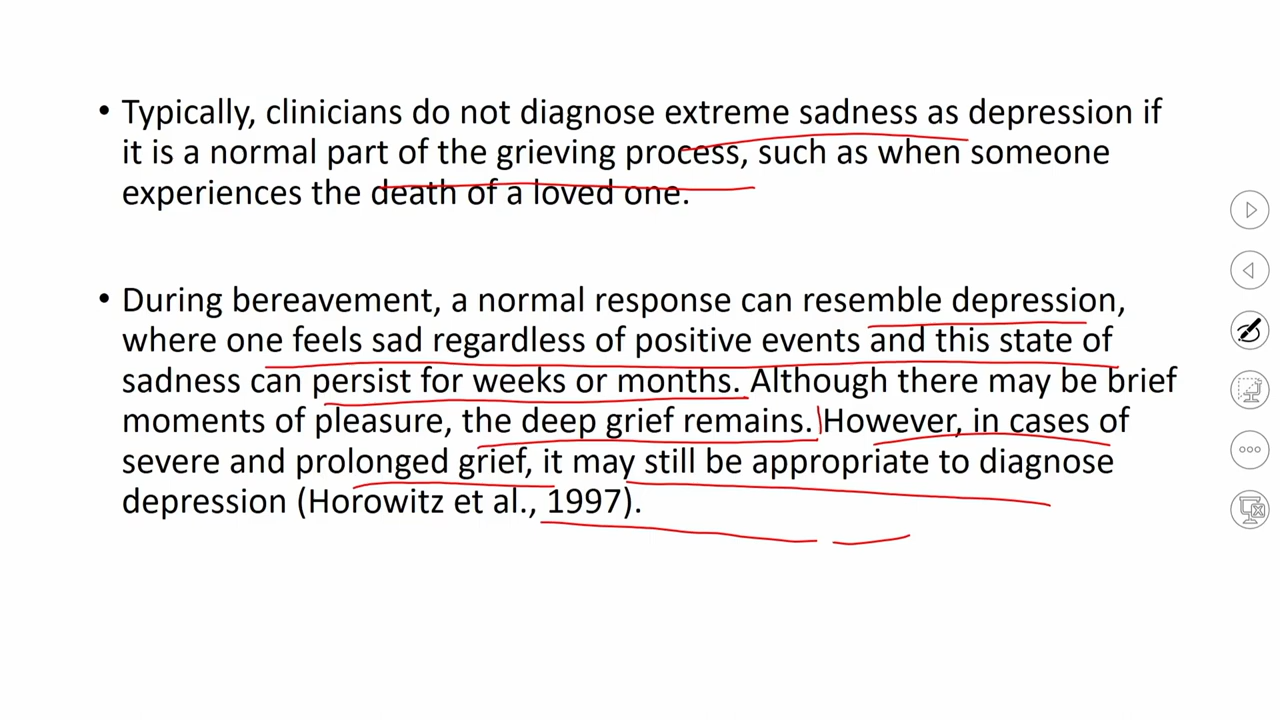 • Typically, clinicians do not diagnose extreme sadness as depression if
it is a normal part of the grieving process, such as when someone
experiences the death of a loved one.
• During bereavement, a normal response can resemble depression,
where one feels sad regardless of positive events and this state of
sadness can persist for weeks or months. Although there may be brief
moments of pleasure, the deep grief remains. However, in cases of
severe and prolonged grief, it may still be appropriate to diagnose
depression (Horowitz et al., 1997).